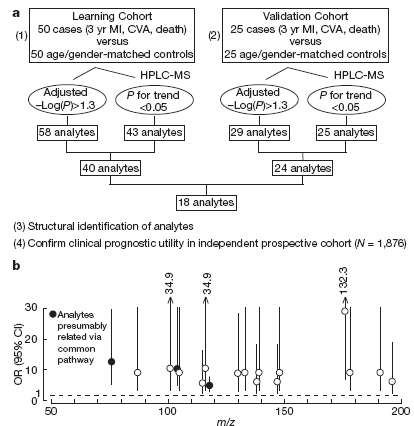 a
Learning Cohort
50 cases (3 yr MI, CVA, death)
versus
50 age/gender-matched controls
(1)
Validation Cohort
25 cases (3 yr MI, CVA, death)
versus
25 age/gender-matched controls
(2)
HPLC-MS
HPLC-MS
Adjusted
–Log(P)>1.3
P for trend
<0.05
Adjusted
–Log(P)>1.3
P for trend
<0.05
58 analytes
43 analytes
29 analytes
25 analytes
40 analytes
24 analytes
18 analytes
(3) Structural identification of analytes
(4) Confirm clinical prognostic utility in independent prospective cohort (N = 1,876)
b
34.9
34.9
132.3
Analytes
presumably
related via
common
pathway
OR (95% CI)
30
20
10
1
0
50
100
150
200
m/z